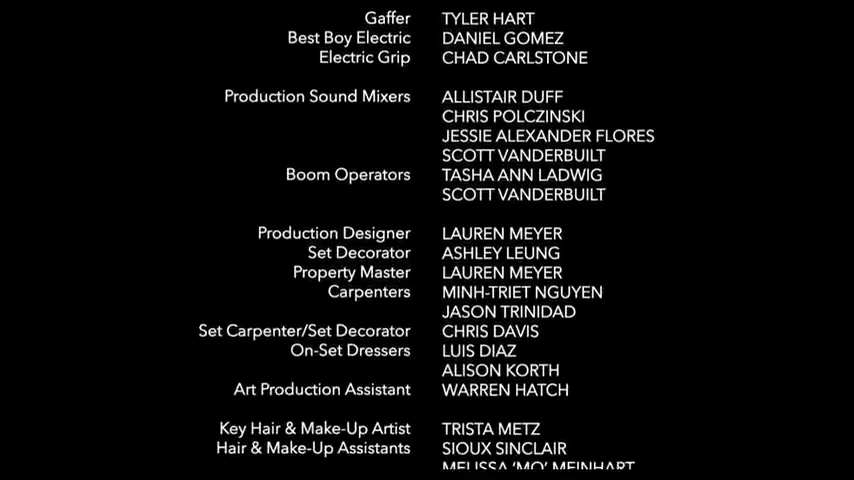 Gaffer TYLER HART
Best Boy Electric DANIEL GOMEZ
Electric Grip CHAD CARLSTONE
Production Sound Mixers ALLISTAIR DUFF
CHRIS POLCZINSKI
JESSIE ALEXANDER FLORES
SCOTT VANDERBUILT
Boom Operators TASHA ANN LADWIG
SCOTT VANDERBUILT
Production Designer LAUREN MEYER
Set Decorator ASHLEY LEUNG
Property Master LAUREN MEYER
Carpenters MINH-TRIET NGUYEN
JASON TRINIDAD
Set Carpenter/Set Decorator CHRIS DAVIS
On-Set Dressers LUIS DIAZ
ALISON KORTH
Art Production Assistant WARREN HATCH
Key Hair & Make-Up Artist TRISTA METZ
Hair & Make-Up Assistants SIOUX SINCLAIR
MELISSA ‘MO’ MEINHART